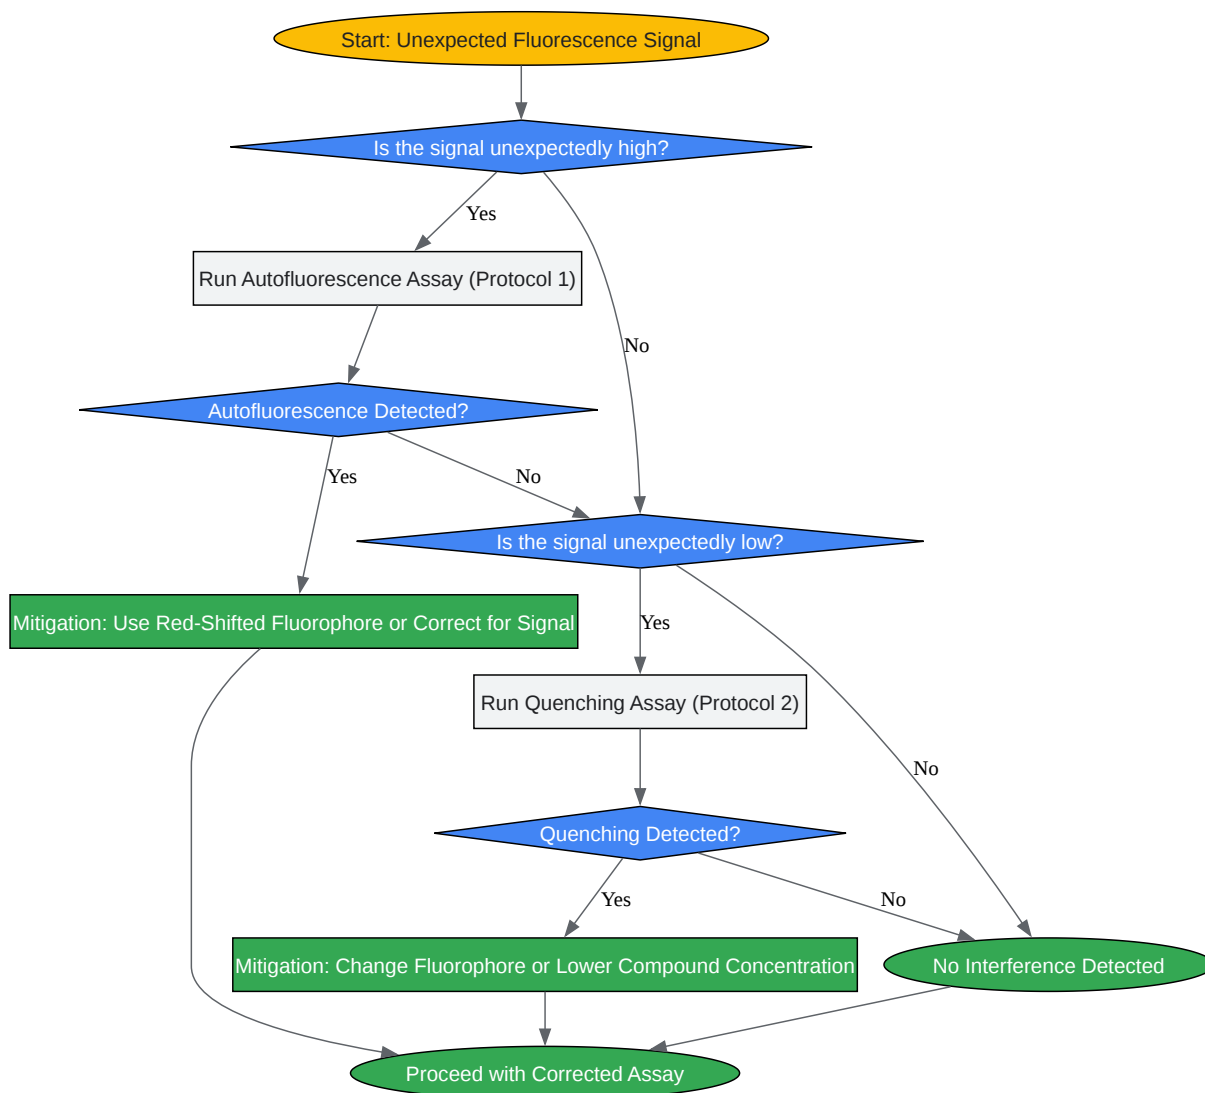 Start: Unexpected Fluorescence Signal
Is the signal unexpectedly high?
Yes
Run Autofluorescence Assay (Protocol 1)
No
Autofluorescence Detected?
Yes
No
Is the signal unexpectedly low?
Mitigation: Use Red-Shifted Fluorophore or Correct for Signal
Yes
Run Quenching Assay (Protocol 2)
No
Quenching Detected?
Yes
No
Mitigation: Change Fluorophore or Lower Compound Concentration
No Interference Detected
Proceed with Corrected Assay